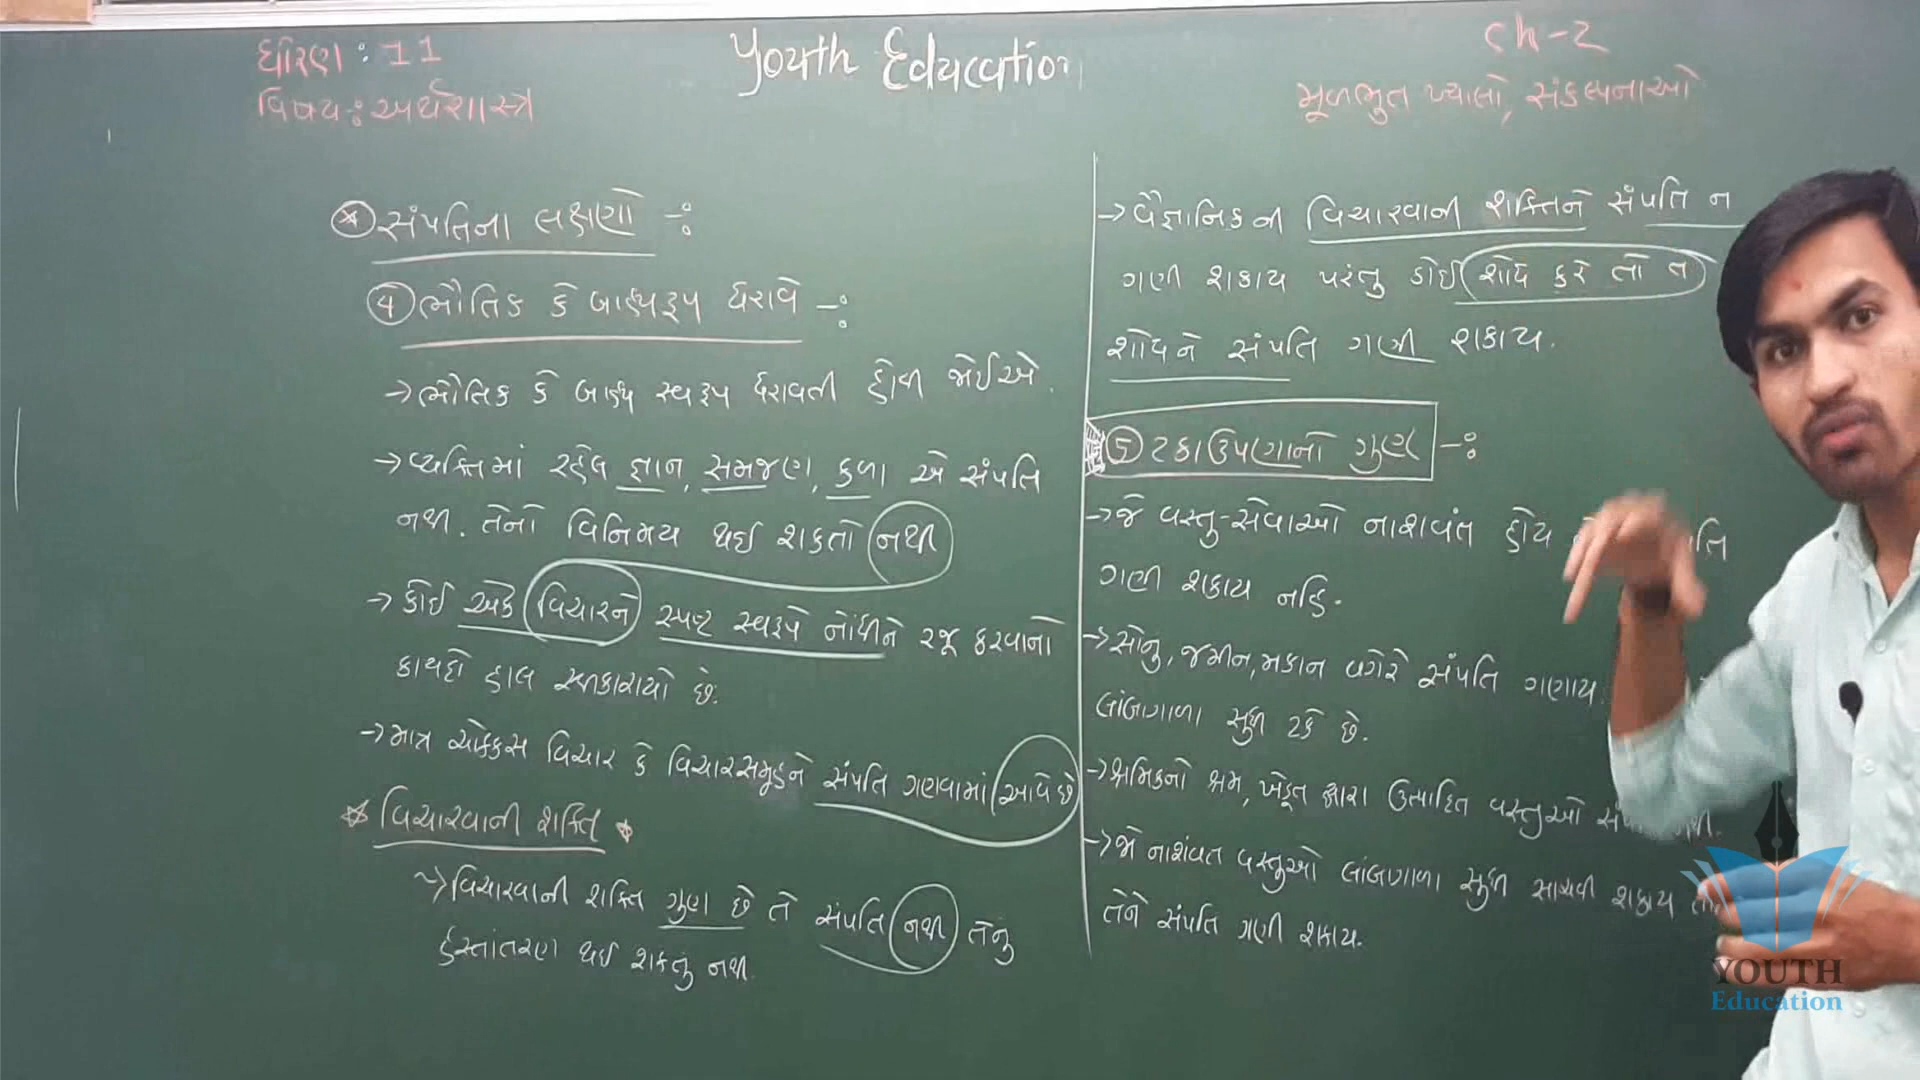 ધોરણ : 11
વિષય : અર્થશાસ્ત્ર
Youth Education
Ch-2
મૂળભુત ખ્યાલો, સંકલ્પનાઓ
* સંપતિના લક્ષણો -:
4 ભૌતિક કે બાહ્યરૂપ ધરાવે -:
→ ભૌતિક કે બાહ્ય સ્વરૂપ ધરાવતી હોવી જોઈએ.
→ વ્યક્તિમાં રહેલ જ્ઞાન, સમજણ, કળા એ સંપતિ
નથી. તેનો વિનિમય થઈ શકતો નથી
→ કોઈ એક વિચારને સ્પષ્ટ સ્વરૂપે નોંધીને રજૂ કરવાનો
કાયદો હાલ સ્વીકારાયો છે.
→ માત્ર ચોક્કસ વિચાર કે વિચારસમૂહને સંપતિ ગણવામાં આવે છે
* વિચારવાની શક્તિ *
→ વિચારવાની શક્તિ ગુણ છે તે સંપતિ નથી તેનુ
હસ્તાંતરણ થઈ શકતુ નથી.
→ વૈજ્ઞાનિકની વિચારવાની શક્તિને સંપતિ ન
ગણી શકાય પરંતુ કોઈ શોધ કરે તો તે
શોધને સંપતિ ગણી શકાય.
5 ટકાઉપણાનો ગુણ -:
→ જે વસ્તુ-સેવાઓ નાશવંત હોય
ગણી શકાય નહિ.
→ સોનુ, જમીન, મકાન વગેરે સંપતિ ગણાય
લાંબાગાળા સુધી ટકે છે.
→ શ્રમિકનો શ્રમ, ખેડૂત દ્વારા ઉત્પાદિત વસ્તુઓ
→ જો નાશંવત વસ્તુઓ લાંબાગાળા સુધી સાચવી શકાય તો
તેને સંપતિ ગણી શકાય.
YOUTH
Education